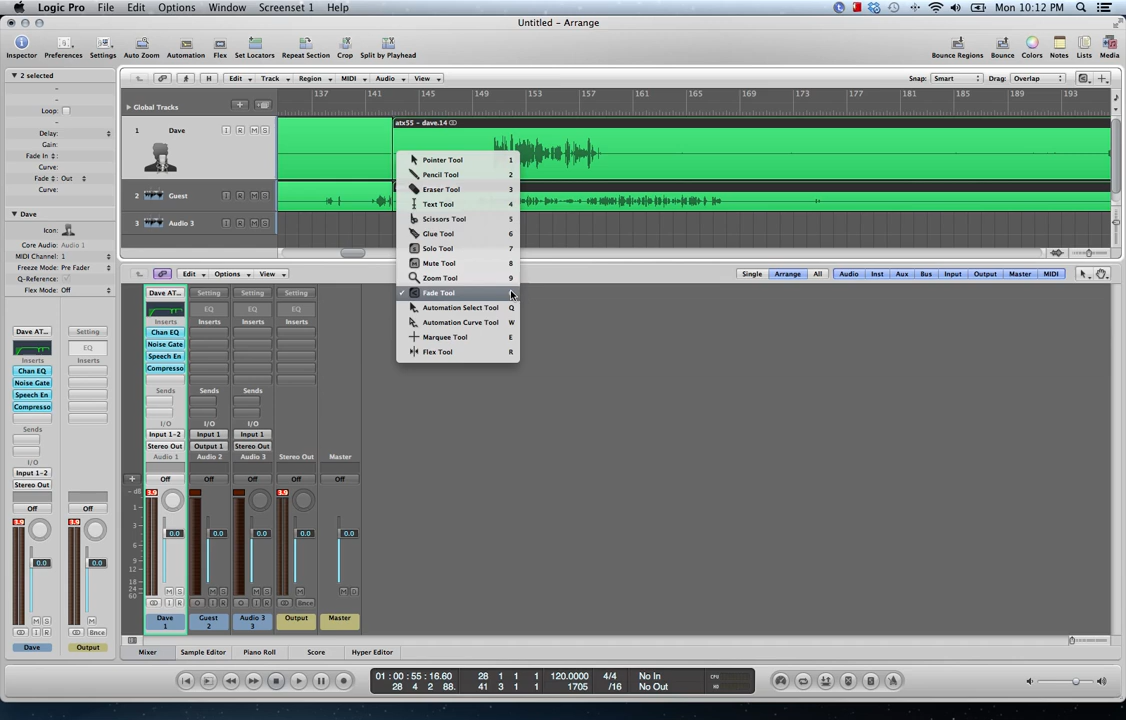 Logic Pro File Edit Options Window Screenset 1 Help Mon 10:12 PM
Untitled - Arrange
Inspector Preferences Settings Auto Zoom Automation Flex Set Locators Repeat Section Crop Split by Playhead Bounce Regions Bounce Colors Notes Lists Media
2 selected
Edit Track Region MIDI Audio View Snap: Smart Drag: Overlap
H
137 141 145 149 153 157 161 165 169 173 177 181 185 189 193
Global Tracks
Loop:
Delay:
Gain:
Fade In :
Curve:
Fade : Out :
Curve:
Dave
Icon:
Core Audio: Audio 1
MIDI Channel: 1
Freeze Mode: Pre Fader
Q-Reference:
Flex Mode: Off
atx55 - dave.14
1 Dave I R M S
2 Guest I R M S
3 Audio 3 I R M S
Pointer Tool 1
Pencil Tool 2
Eraser Tool 3
Text Tool 4
Scissors Tool 5
Glue Tool 6
Solo Tool 7
Mute Tool 8
Zoom Tool 9
✓ Fade Tool
Automation Select Tool Q
Automation Curve Tool W
Marquee Tool E
Flex Tool R
Edit Options View Single Arrange All Audio Inst Aux Bus Input Output Master MIDI
Dave AT... Setting Setting
EQ EQ
Inserts Inserts Inserts
Chan EQ
Noise Gate
Speech En
Compresso
Sends Sends Sends
I/O I/O I/O
Input 1-2 Input 1 Input 1
Stereo Out Output 1 Stereo Out
Audio 1 Audio 2 Audio 3 Stereo Out Master
Off Off Off Off Off
3.9 3.9
0.0 0.0 0.0 0.0 0.0
M S M S M S M M D
I R I R I R Bnce
Dave Guest Audio 3 Output Master
1 2 3
- dB
1
3
6
9
12
18
24
60
Dave AT... Setting
EQ
Inserts Inserts
Chan EQ
Noise Gate
Speech En
Compresso
Sends Sends
I/O I/O
Input 1-2
Stereo Out
Off Off
3.9 3.9
0.0 0.0
M S M
I R Bnce
Dave Output
Mixer Sample Editor Piano Roll Score Hyper Editor
01:00:55:16.60 28 1 1 1 120.0000 4/4 No In CPU
28 4 2 88. 41 3 1 1 1705 /16 No Out HD